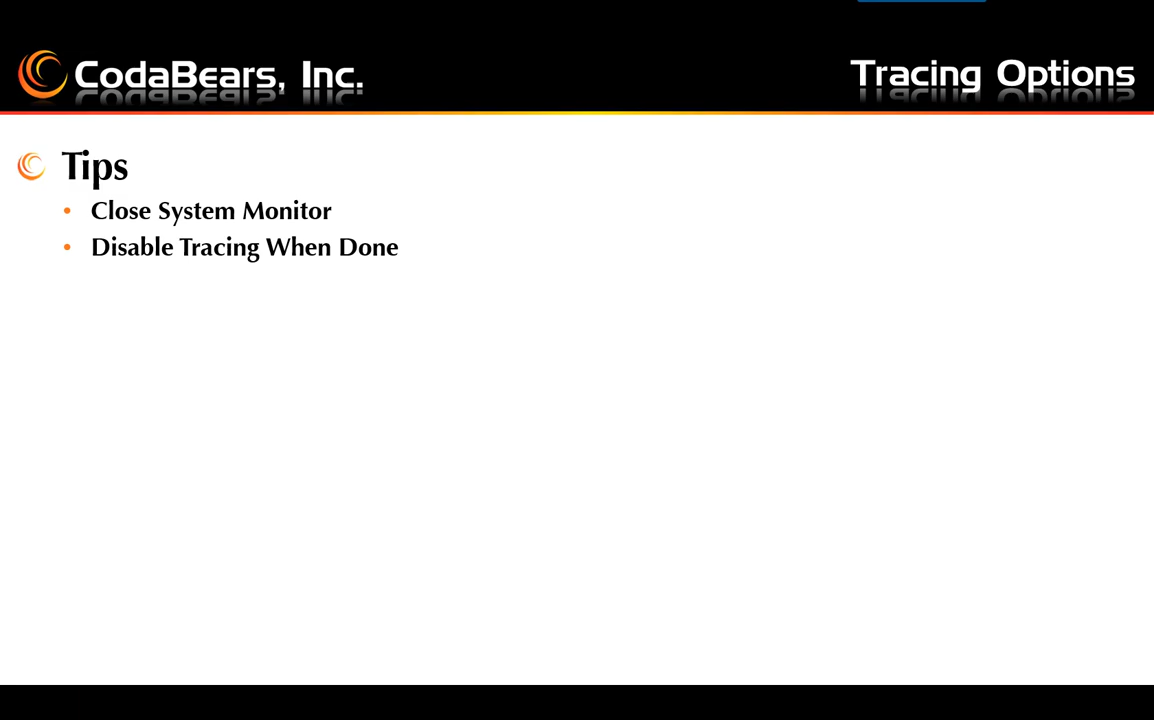 CodaBears, Inc.
Tracing Options
Tips
• Close System Monitor
• Disable Tracing When Done